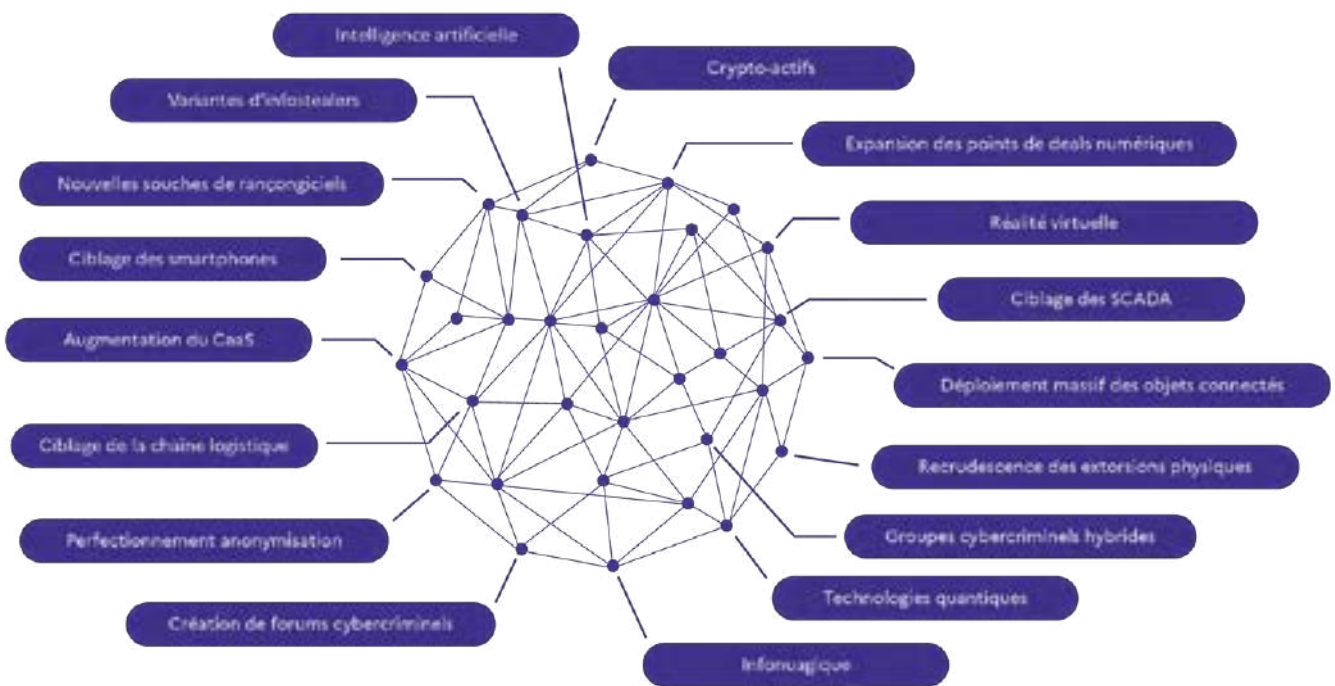 Intelligence artificielle
Crypto-actifs
Variantes d'infostealers
Expansion des points de deals numériques
Nouvelles souches de rançongiciels
Réalité virtuelle
Ciblage des smartphones
Ciblage des SCADA
Augmentation du CaaS
Déploiement massif des objets connectés
Ciblage de la chaîne logistique
Recrudescence des extorsions physiques
Perfectionnement anonymisation
Groupes cybercriminels hybrides
Technologies quantiques
Création de forums cybercriminels
Infonuagique